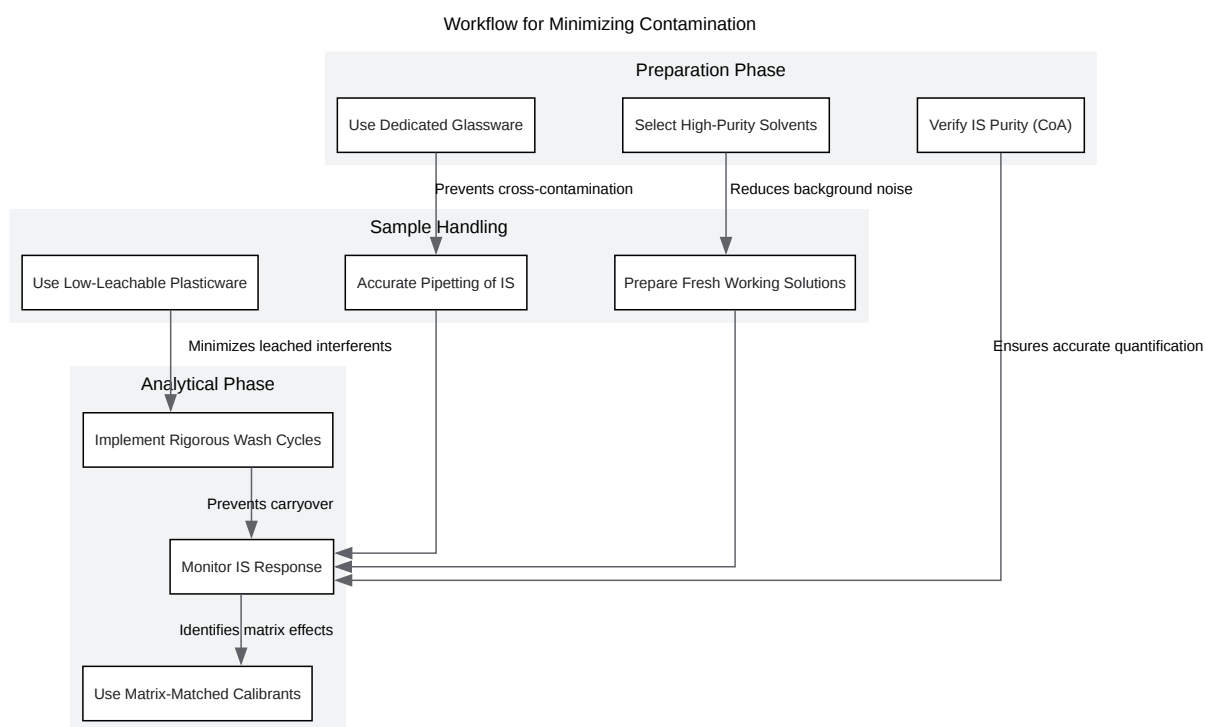 Workflow for Minimizing Contamination
Preparation Phase
Use Dedicated Glassware
Select High-Purity Solvents
Verify IS Purity (CoA)
Prevents cross-contamination
Reduces background noise
Sample Handling
Use Low-Leachable Plasticware
Accurate Pipetting of IS
Prepare Fresh Working Solutions
Minimizes leached interferents
Ensures accurate quantification
Analytical Phase
Implement Rigorous Wash Cycles
Prevents carryover
Monitor IS Response
Identifies matrix effects
Use Matrix-Matched Calibrants